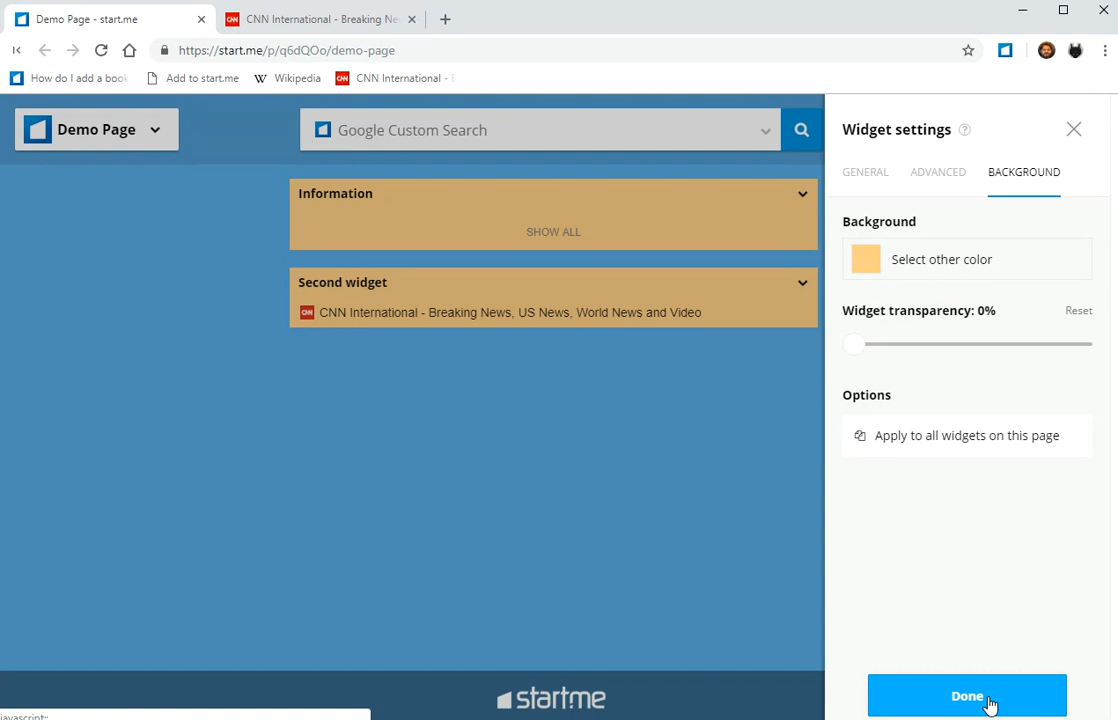 Demo Page - start.me
CNN International - Breaking Ne
https://start.me/p/q6dQOo/demo-page
How do I add a book
Add to start.me
Wikipedia
CNN International - B
Demo Page
Google Custom Search
Information
SHOW ALL
Second widget
CNN CNN International - Breaking News, US News, World News and Video
Widget settings ?
GENERAL ADVANCED BACKGROUND
Background
Select other color
Widget transparency: 0% Reset
Options
Apply to all widgets on this page
Done
startme
javascript:;